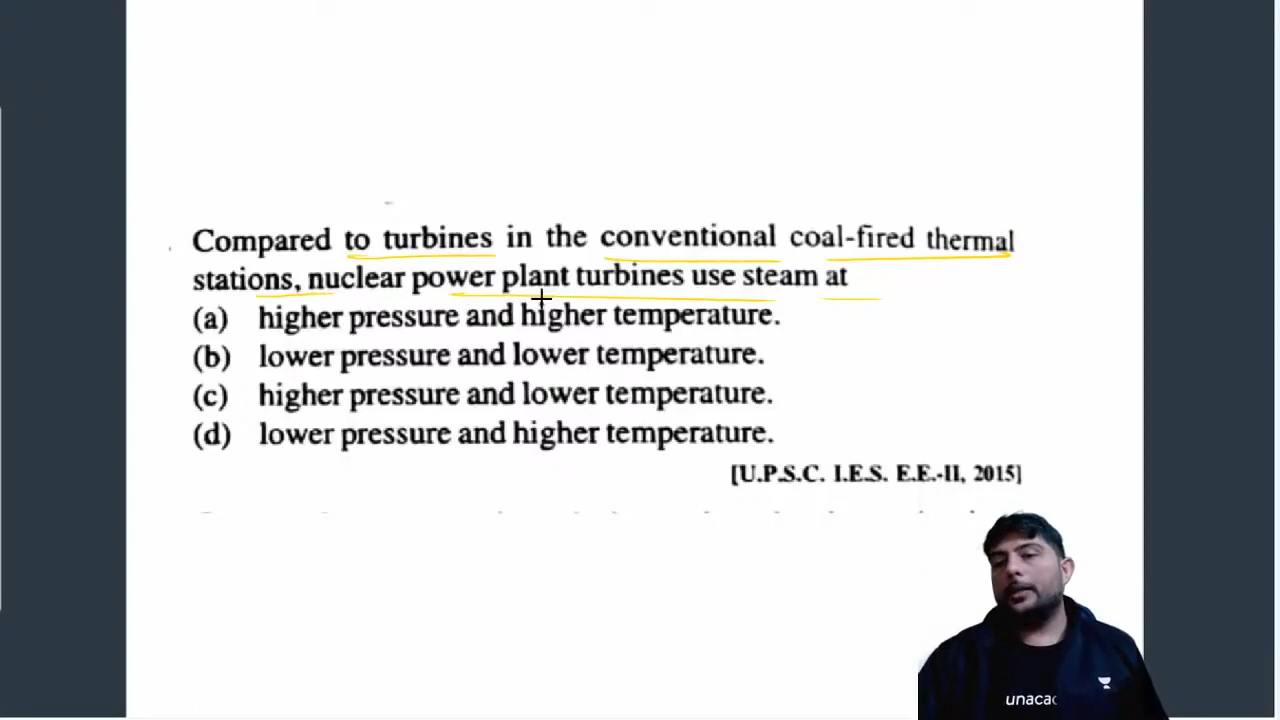 Compared to turbines in the conventional coal-fired thermal
stations, nuclear power plant turbines use steam at
(a) higher pressure and higher temperature.
(b) lower pressure and lower temperature.
(c) higher pressure and lower temperature.
(d) lower pressure and higher temperature.
[U.P.S.C. I.E.S. E.E.-II, 2015]
unacac